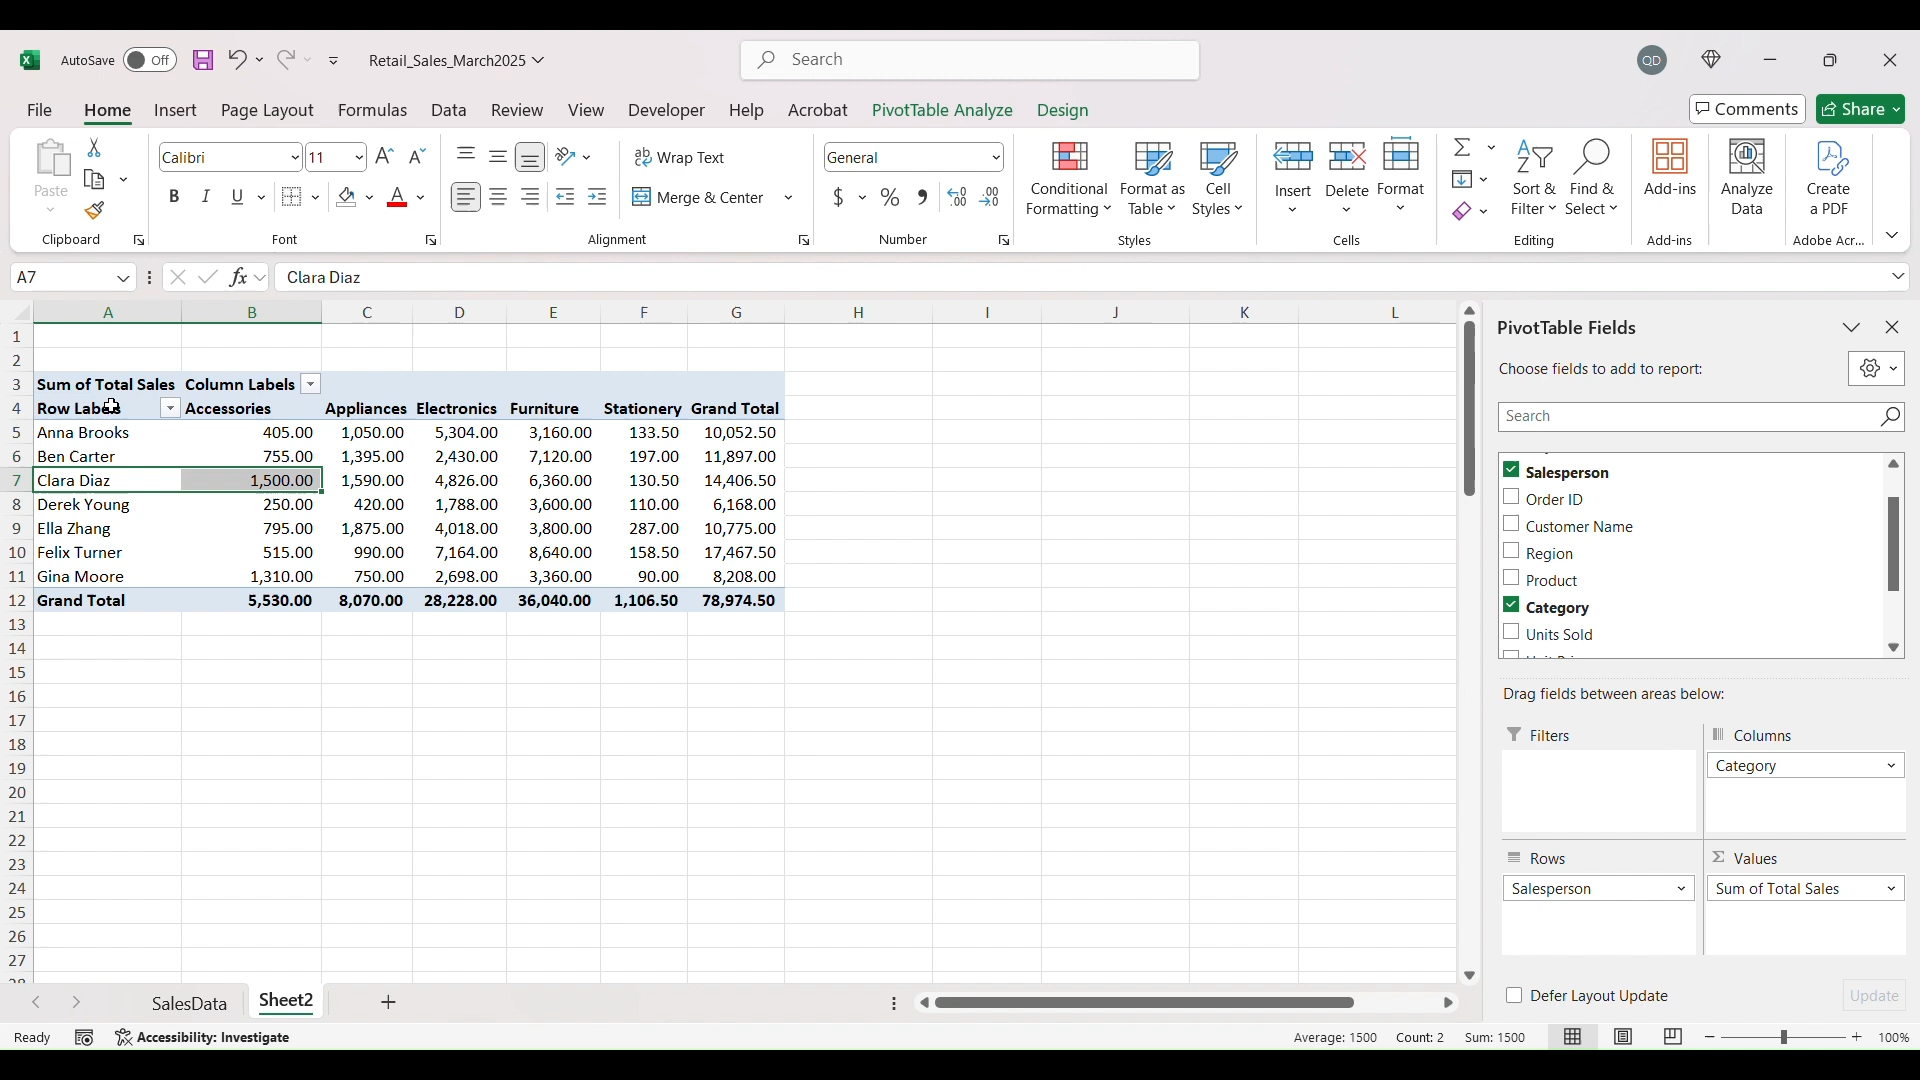 AutoSave Off Retail_Sales_March2025 Search QD
File Home Insert Page Layout Formulas Data Review View Developer Help Acrobat PivotTable Analyze Design Comments Share
Paste Calibri 11 Wrap Text General
B I U Merge & Center $ %
Conditional Formatting Format as Table Cell Styles Insert Delete Format Sort & Filter Find & Select Add-ins Analyze Data Create a PDF
Clipboard Font Alignment Number Styles Cells Editing Add-ins Adobe Acr...
A7 fx Clara Diaz
A B C D E F G H I J K L
1
2
3 Sum of Total Sales Column Labels
4 Row Labels Accessories Appliances Electronics Furniture Stationery Grand Total
5 Anna Brooks 405.00 1,050.00 5,304.00 3,160.00 133.50 10,052.50
6 Ben Carter 755.00 1,395.00 2,430.00 7,120.00 197.00 11,897.00
7 Clara Diaz 1,500.00 1,590.00 4,826.00 6,360.00 130.50 14,406.50
8 Derek Young 250.00 420.00 1,788.00 3,600.00 110.00 6,168.00
9 Ella Zhang 795.00 1,875.00 4,018.00 3,800.00 287.00 10,775.00
10 Felix Turner 515.00 990.00 7,164.00 8,640.00 158.50 17,467.50
11 Gina Moore 1,310.00 750.00 2,698.00 3,360.00 90.00 8,208.00
12 Grand Total 5,530.00 8,070.00 28,228.00 36,040.00 1,106.50 78,974.50
13
14
15
16
17
18
19
20
21
22
23
24
25
26
27
PivotTable Fields
Choose fields to add to report:
Search
Salesperson
Order ID
Customer Name
Region
Product
Category
Units Sold
Drag fields between areas below:
Filters Columns
Category
Rows Values
Salesperson Sum of Total Sales
Defer Layout Update Update
SalesData Sheet2
Ready Accessibility: Investigate Average: 1500 Count: 2 Sum: 1500 100%